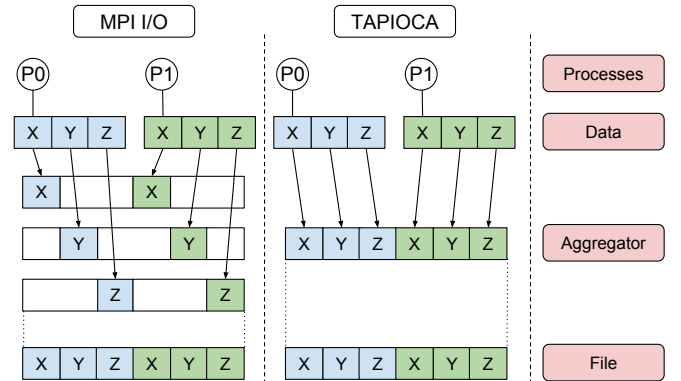 MPI I/O TAPIOCA
P0 P1 P0 P1 Processes
X Y Z X Y Z X Y Z X Y Z Data
X X
Y Y X Y Z X Y Z Aggregator
Z Z
X Y Z X Y Z X Y Z X Y Z File